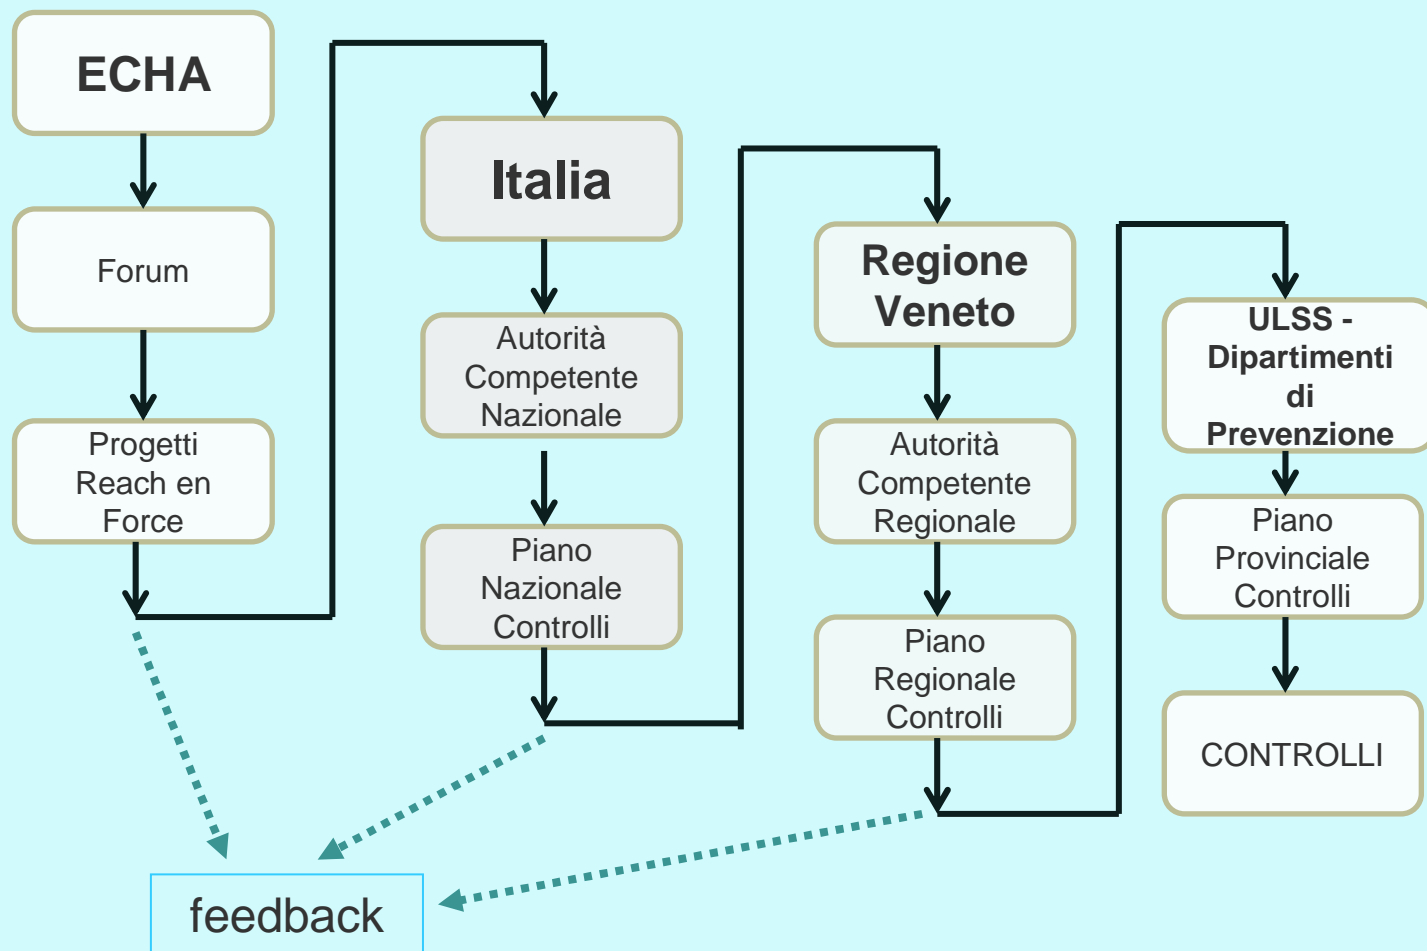 ECHA
Forum
Progetti
Reach en
Force
Italia
Autorità
Competente
Nazionale
Piano
Nazionale
Controlli
Regione
Veneto
Autorità
Competente
Regionale
Piano
Regionale
Controlli
ULSS -
Dipartimenti
di
Prevenzione
Piano
Provinciale
Controlli
CONTROLLI
feedback